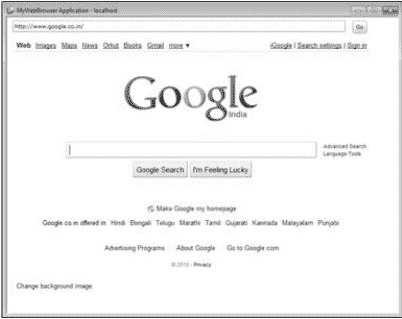 MyWebBrowser Application - localhost
http://www.google.co.in/ Go
Web Images Maps News Orkut Books Gmail more ▼ iGoogle | Search settings | Sign in
Google
India
Advanced Search
Language Tools
Google Search I'm Feeling Lucky
Make Google my homepage
Google.co.in offered in: Hindi Bengali Telugu Marathi Tamil Gujarati Kannada Malayalam Punjabi
Advertising Programs About Google Go to Google.com
© 2010 - Privacy
Change background image